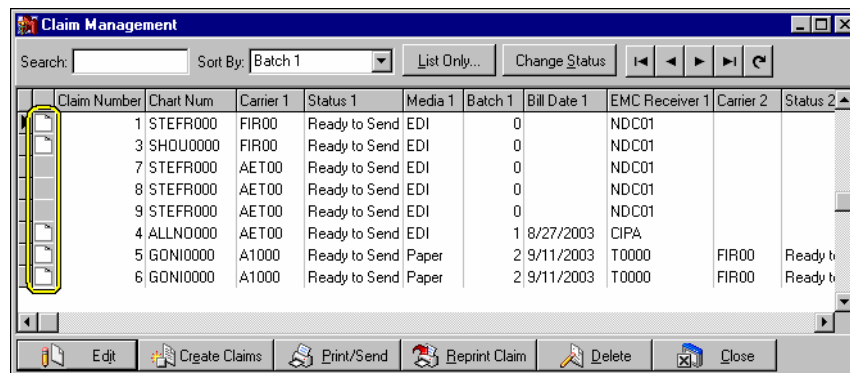 Claim Management
Search: Sort By: Batch 1 List Only... Change Status
Claim Number Chart Num Carrier 1 Status 1 Media 1 Batch 1 Bill Date 1 EMC Receiver 1 Carrier 2 Status 2
1 STEFR000 FIR00 Ready to Send EDI 0 NDC01
3 SHOU0000 FIR00 Ready to Send EDI 0 NDC01
7 STEFR000 AET00 Ready to Send EDI 0 NDC01
8 STEFR000 AET00 Ready to Send EDI 0 NDC01
9 STEFR000 AET00 Ready to Send EDI 0 NDC01
4 ALLNO000 AET00 Ready to Send EDI 1 8/27/2003 CIPA
5 GONI0000 A1000 Ready to Send Paper 2 9/11/2003 T0000 FIR00 Ready t
6 GONI0000 A1000 Ready to Send Paper 2 9/11/2003 T0000 FIR00 Ready t
Edit Create Claims Print/Send Reprint Claim Delete Close